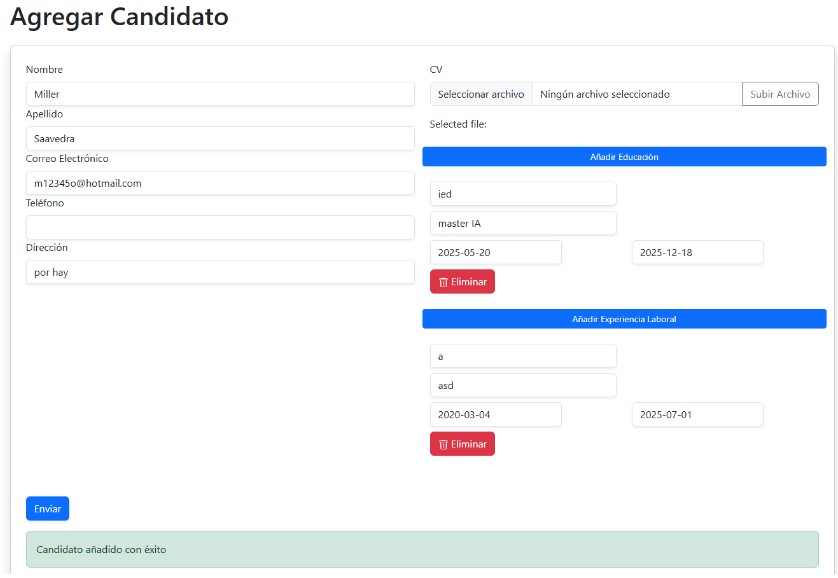 Agregar Candidato
Nombre
Miller
Apellido
Saavedra
Correo Electrónico
m12345o@hotmail.com
Teléfono
Dirección
por hay
CV
Seleccionar archivo Ningún archivo seleccionado Subir Archivo
Selected file:
Añadir Educación
ied
master IA
2025-05-20 2025-12-18
Eliminar
Añadir Experiencia Laboral
a
asd
2020-03-04 2025-07-01
Eliminar
Enviar
Candidato añadido con éxito